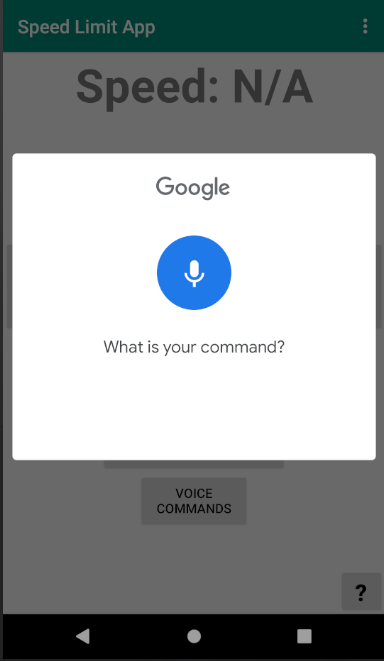 Speed Limit App
Speed: N/A
Google
What is your command?
VOICE
COMMANDS
?